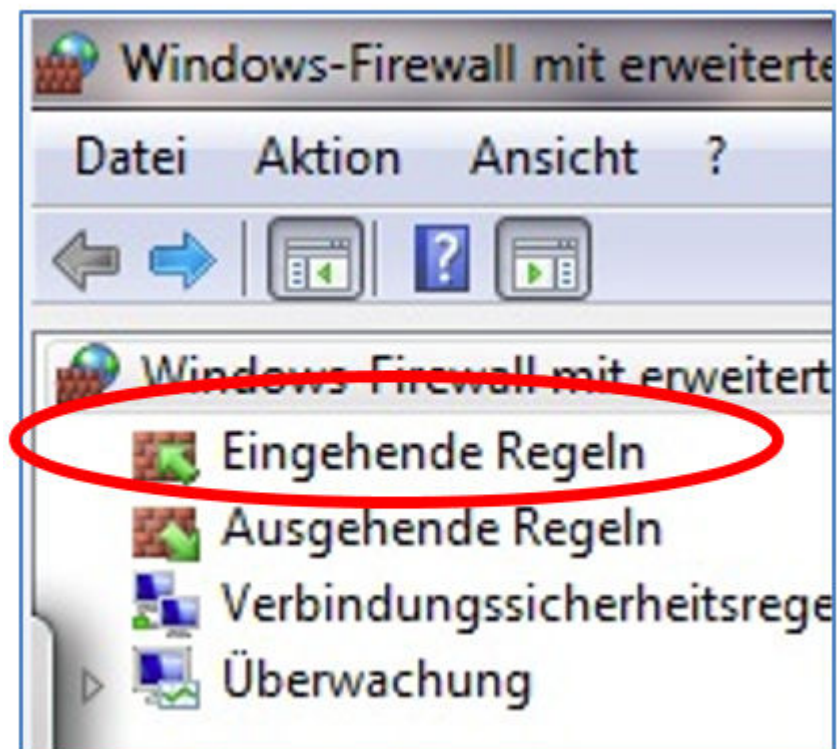 Windows-Firewall mit erweiterte
Datei Aktion Ansicht ?
Windows-Firewall mit erweitert
Eingehende Regeln
Ausgehende Regeln
Verbindungssicherheitsrege
Überwachung